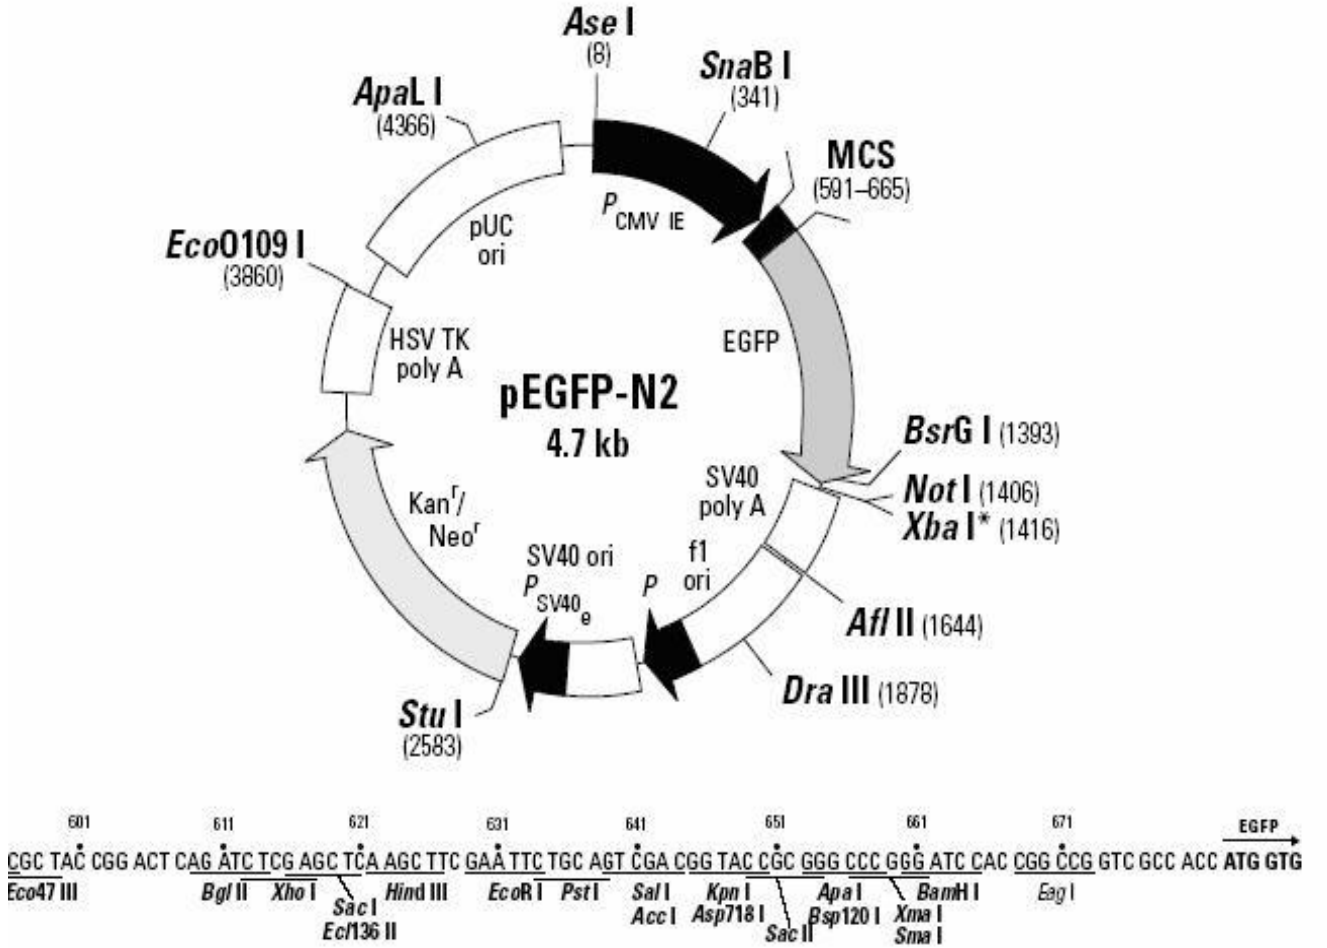 Ase I
(8)
SnaB I
(341)
ApaL I
(4366)
MCS
(591–665)
PCMV IE
pUC
ori
EcoO109 I
(3860)
HSV TK
poly A
EGFP
pEGFP-N2
4.7 kb
BsrG I (1393)
Not I (1406)
Xba I* (1416)
SV40
poly A
Kanr/
Neor
SV40 ori
PSV40e
P
f1
ori
Afl II (1644)
Dra III (1878)
Stu I
(2583)
601 611 621 631 641 651 661 671 EGFP
CGC TAC CGG ACT CAG ATC TCG AGC TCA AGC TTC GAA TTC TGC AGT CGA CGG TAC CGC GGG CCC GGG ATC CAC CGG CCG GTC GCC ACC ATG GTG
Eco47 III Bgl II Xho I Hind III EcoR I Pst I Sal I Kpn I Apa I BamH I Eag I
Sac I Acc I Asp718 I Bsp120 I Xma I
Ecl136 II Sac II Sma I